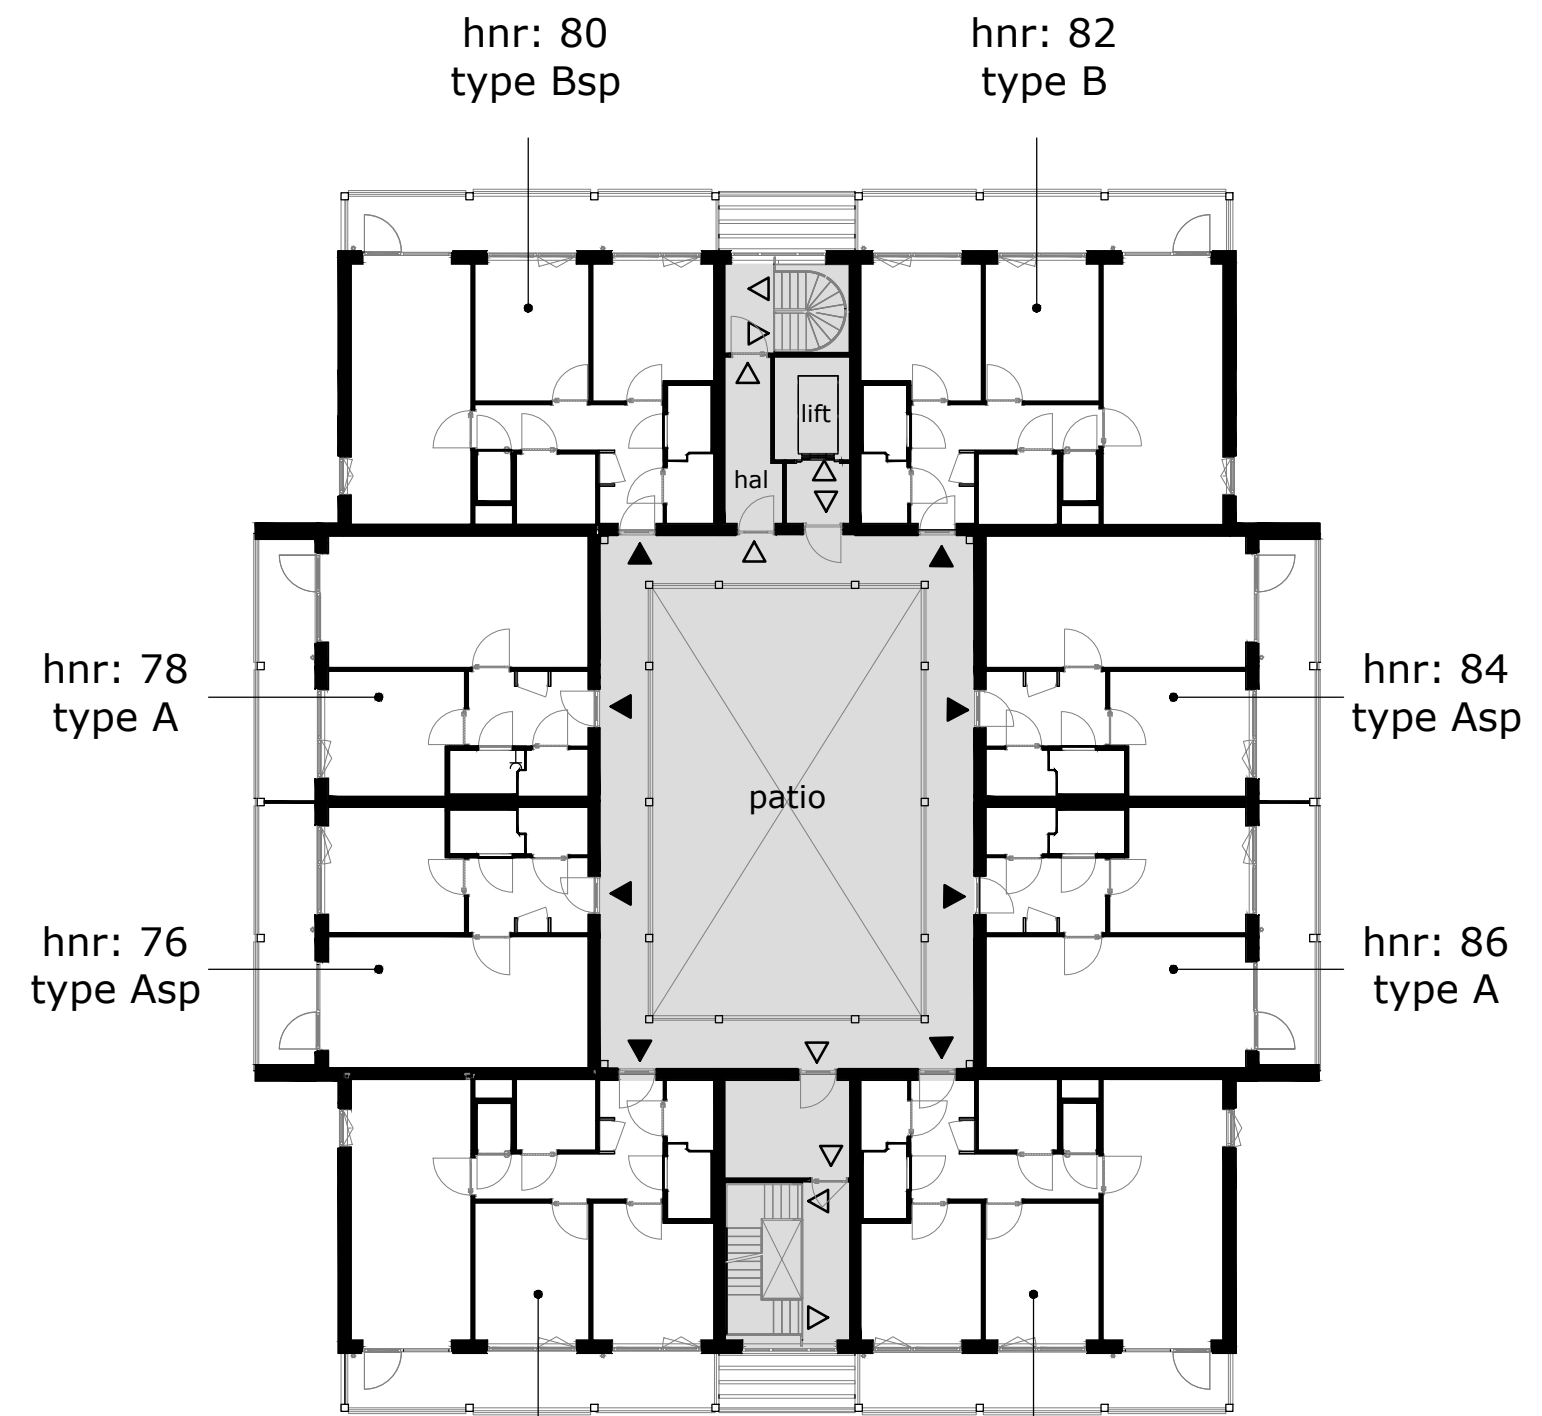 hnr: 80
type Bsp
hnr: 82
type B
lift
hal
hnr: 78
type A
hnr: 84
type Asp
patio
hnr: 76
type Asp
hnr: 86
type A